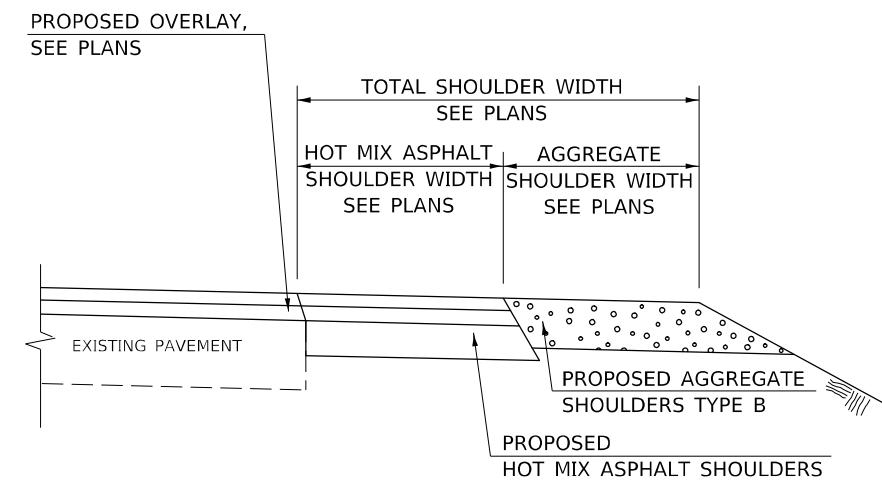 PROPOSED OVERLAY,
SEE PLANS
TOTAL SHOULDER WIDTH
SEE PLANS
HOT MIX ASPHALT
SHOULDER WIDTH
SEE PLANS
AGGREGATE
SHOULDER WIDTH
SEE PLANS
EXISTING PAVEMENT
PROPOSED AGGREGATE
SHOULDERS TYPE B
PROPOSED
HOT MIX ASPHALT SHOULDERS